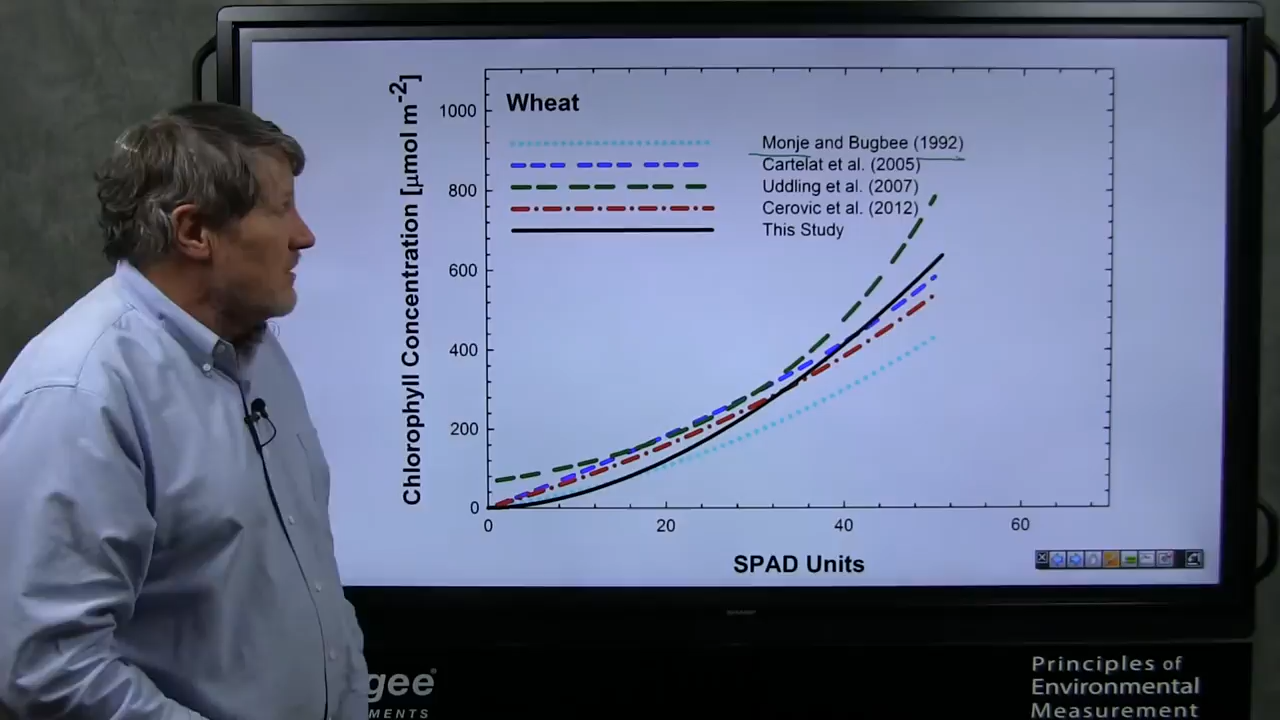 Wheat
Monje and Bugbee (1992)
Cartelat et al. (2005)
Uddling et al. (2007)
Cerovic et al. (2012)
This Study
Chlorophyll Concentration [μmol m-2]
1000
800
600
400
200
0
0 20 40 60
SPAD Units
SHARP
gee®
MENTS
Principles of
Environmental
Measurement